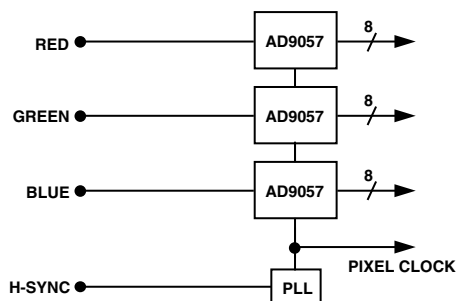 RED
AD9057
8
GREEN
AD9057
8
BLUE
AD9057
8
PIXEL CLOCK
H-SYNC
PLL